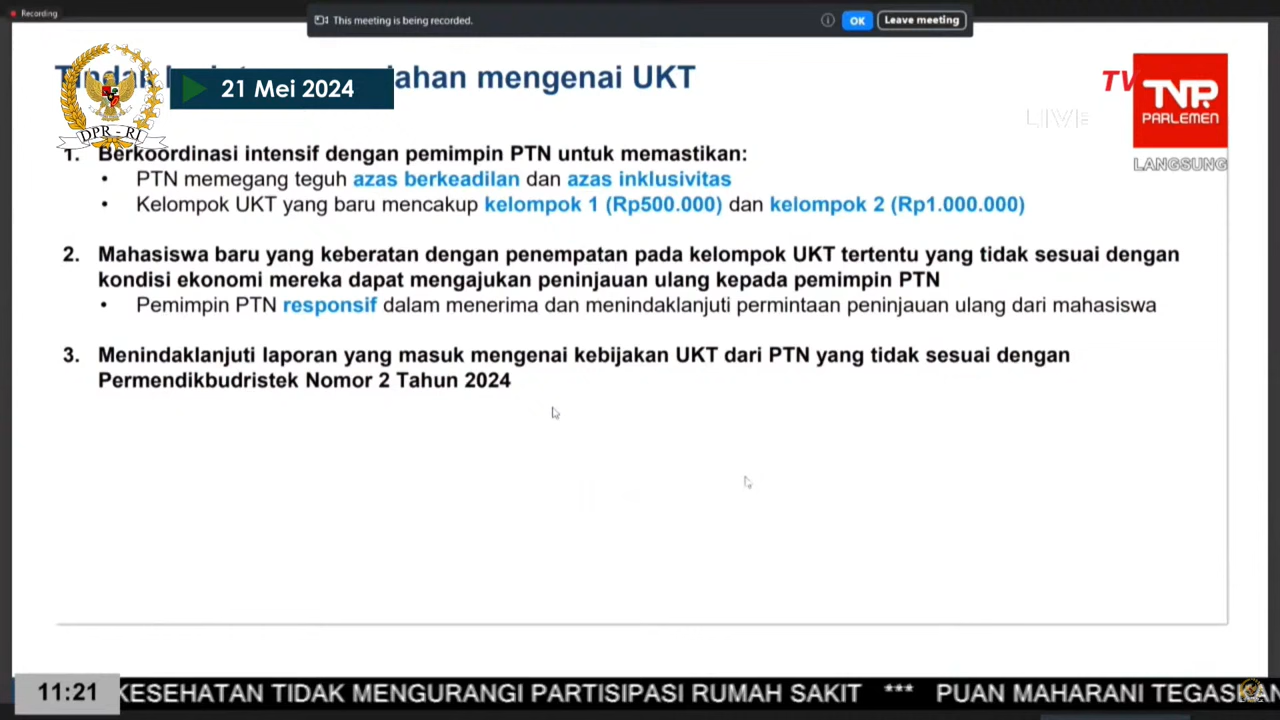 Recording
This meeting is being recorded.
OK
Leave meeting
mengenai UKT
21 Mei 2024
DPR-RI
TV
TVP.
PARLEMEN
LIVE
LANGSUNG
1. Berkoordinasi intensif dengan pemimpin PTN untuk memastikan:
• PTN memegang teguh azas berkeadilan dan azas inklusivitas
• Kelompok UKT yang baru mencakup kelompok 1 (Rp500.000) dan kelompok 2 (Rp1.000.000)
2. Mahasiswa baru yang keberatan dengan penempatan pada kelompok UKT tertentu yang tidak sesuai dengan
kondisi ekonomi mereka dapat mengajukan peninjauan ulang kepada pemimpin PTN
• Pemimpin PTN responsif dalam menerima dan menindaklanjuti permintaan peninjauan ulang dari mahasiswa
3. Menindaklanjuti laporan yang masuk mengenai kebijakan UKT dari PTN yang tidak sesuai dengan
Permendikbudristek Nomor 2 Tahun 2024
11:21
KESEHATAN TIDAK MENGURANGI PARTISIPASI RUMAH SAKIT *** PUAN MAHARANI TEGASKAN